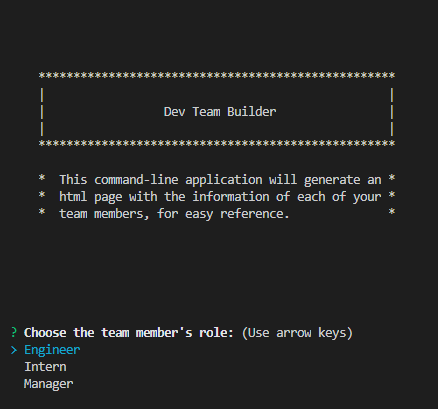 ***************************************************
|                                                 |
|                 Dev Team Builder                |
|                                                 |
***************************************************
*  This command-line application will generate an *
*  html page with the information of each of your *
*  team members, for easy reference.              *
? Choose the team member's role: (Use arrow keys)
> Engineer
  Intern
  Manager